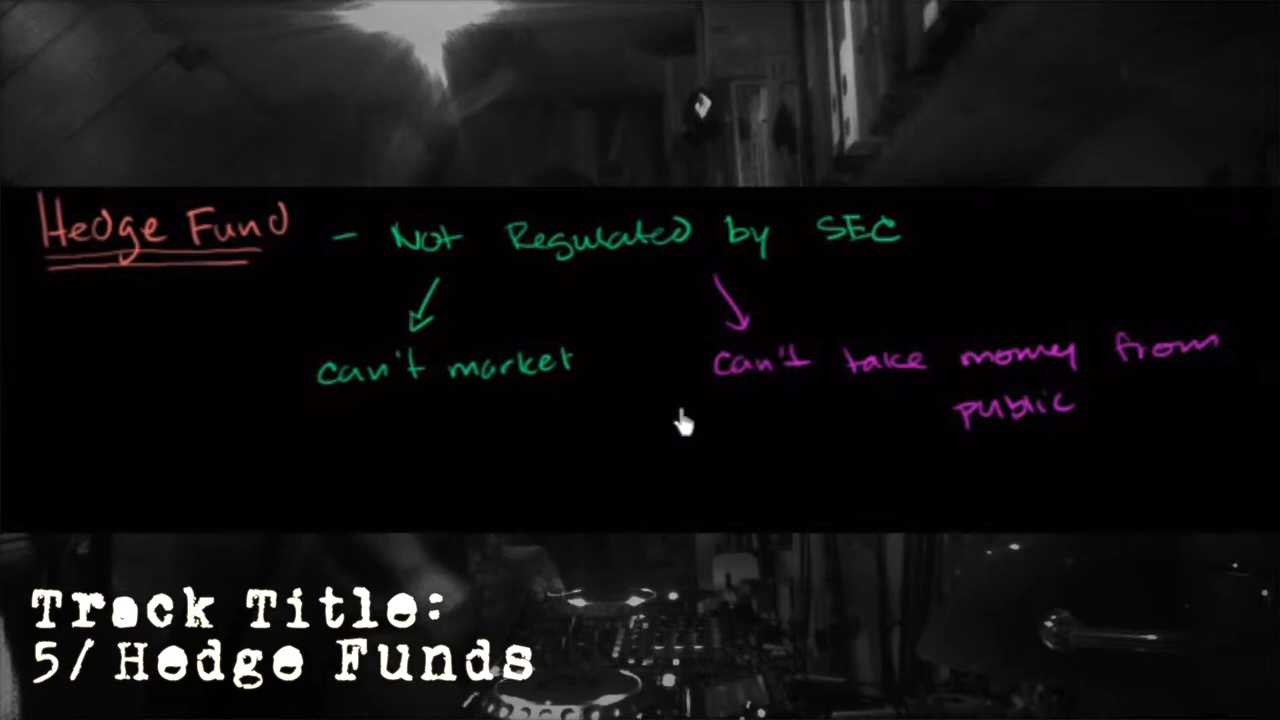 Hedge Fund - Not Regulated by SEC
can't market can't take money from
public
Track Title:
5/ Hedge Funds